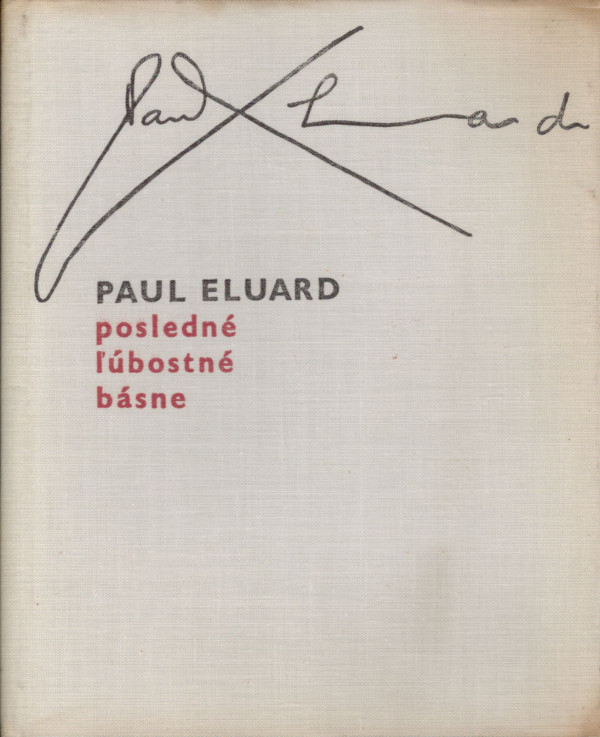 Paul Eluard
PAUL ELUARD
posledné
ľúbostné
básne